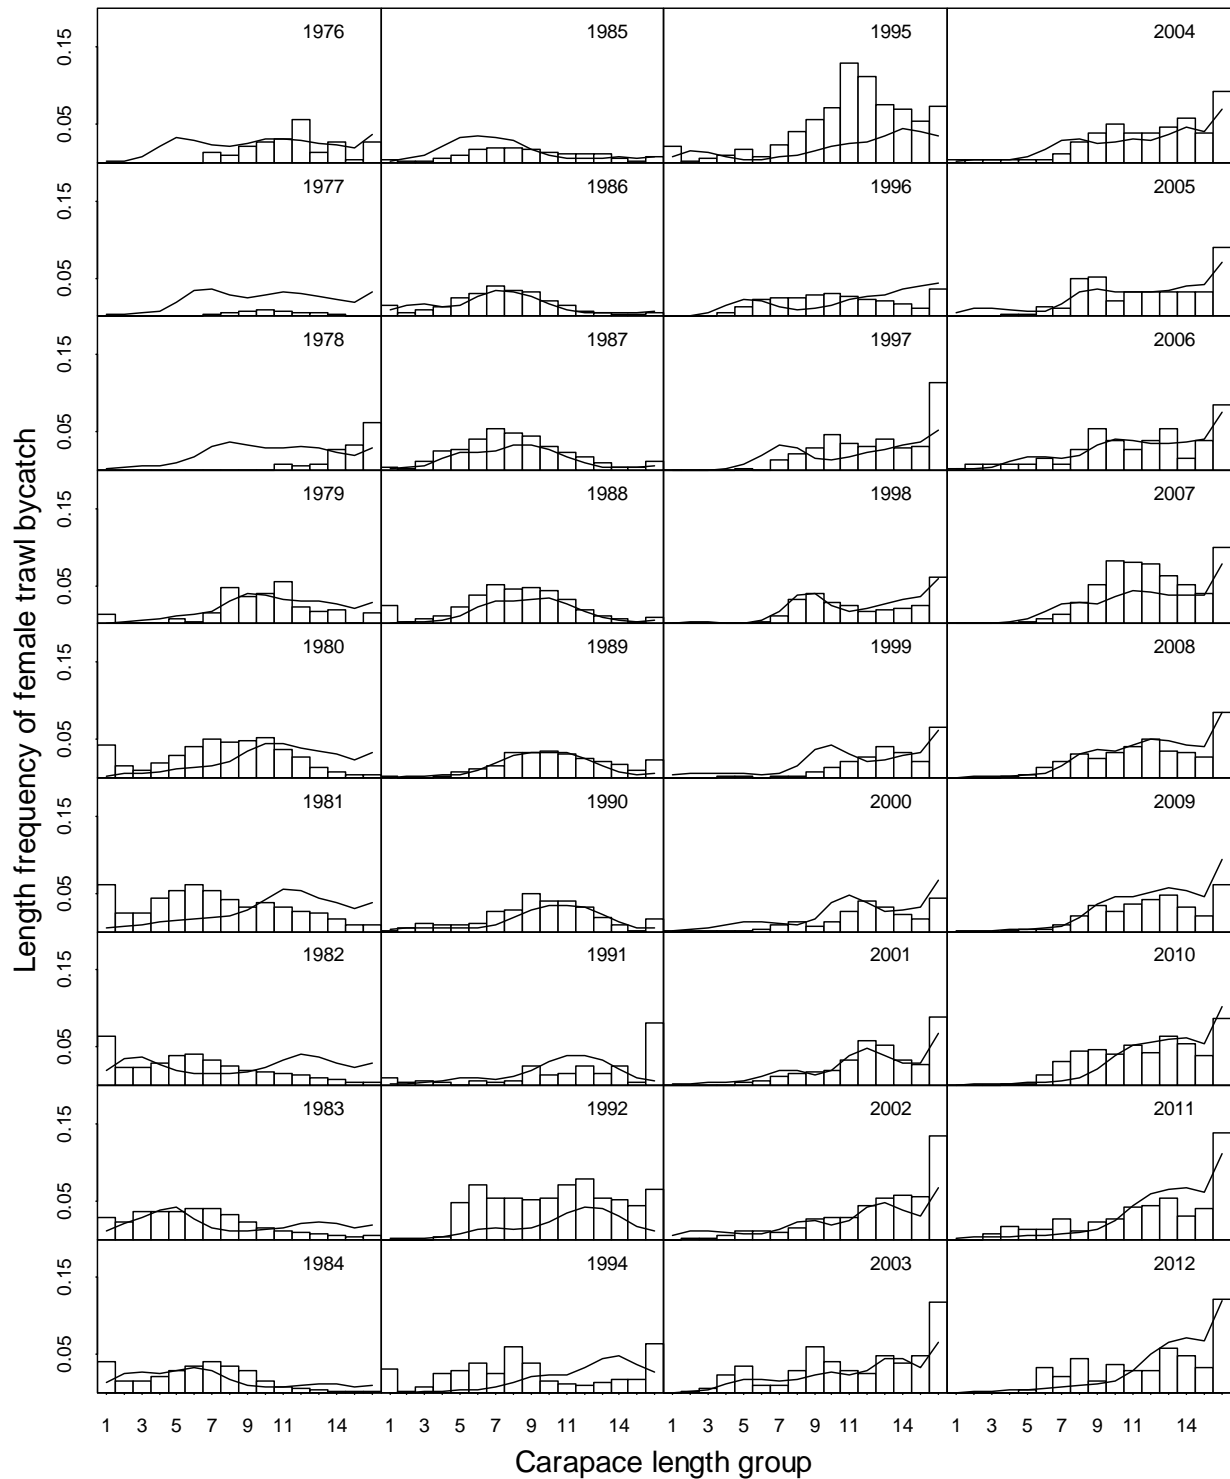 1976 1985 1995 2004
0.15
0.05
1977 1986 1996 2005
0.15
0.05
1978 1987 1997 2006
0.15
0.05
1979 1988 1998 2007
0.15
0.05
1980 1989 1999 2008
0.15
0.05
1981 1990 2000 2009
0.15
0.05
1982 1991 2001 2010
0.15
0.05
1983 1992 2002 2011
0.15
0.05
1984 1994 2003 2012
0.15
0.05
Length frequency of female trawl bycatch
1 3 5 7 9 11 14 1 3 5 7 9 11 14 1 3 5 7 9 11 14 1 3 5 7 9 11 14
Carapace length group